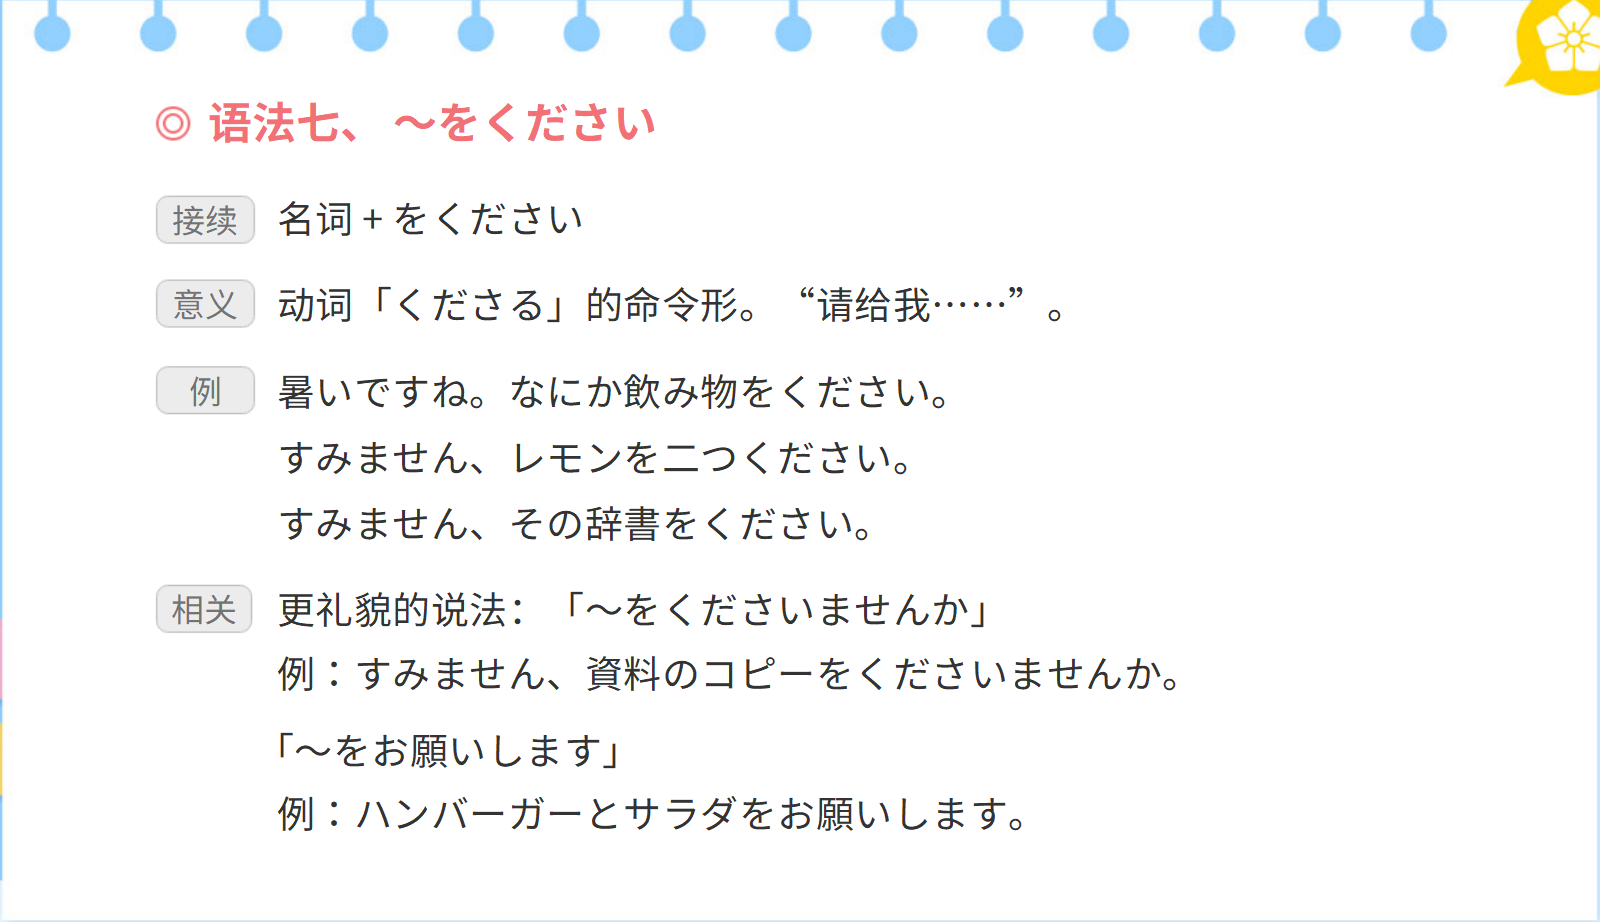 ◎ 语法七、 ～をください
接续 名词 + をください
意义 动词「くださる」的命令形。 “请给我……” 。
例 暑いですね。なにか飲み物をください。
すみません、レモンを二つください。
すみません、その辞書をください。
相关 更礼貌的说法：「～をくださいませんか」
例：すみません、資料のコピーをくださいませんか。
「～をお願いします」
例：ハンバーガーとサラダをお願いします。